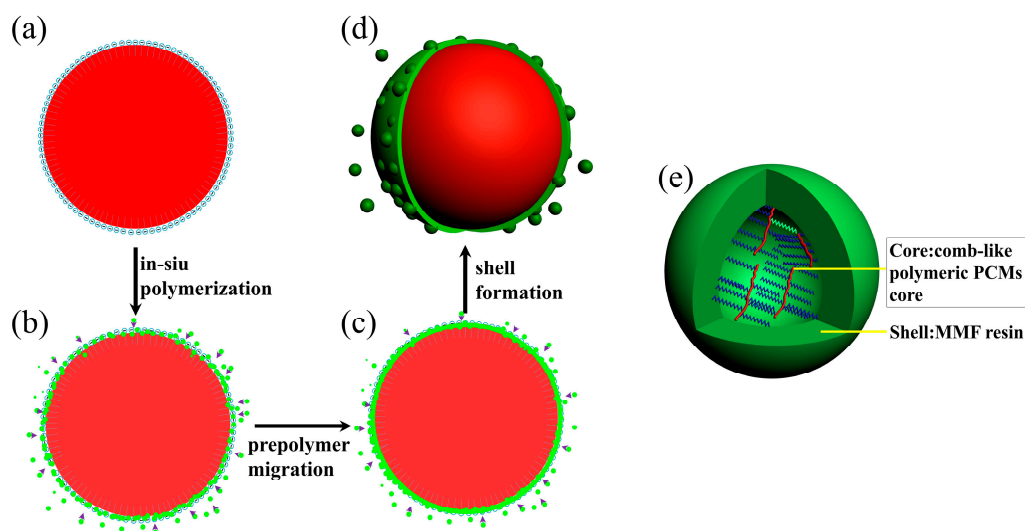 (a)
(d)
(e)
in-siu
polymerization
shell
formation
Core:comb-like
polymeric PCMs
core
Shell:MMF resin
(b)
(c)
prepolymer
migration